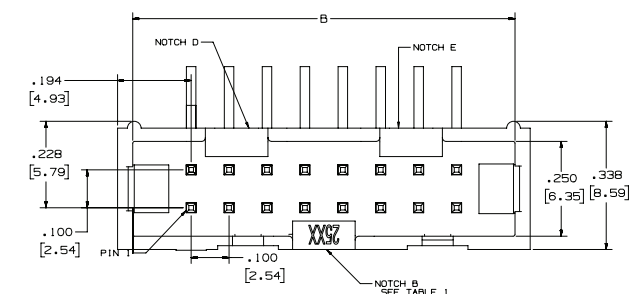 B
NOTCH D
NOTCH E
.194
[4.93]
.228
[5.79]
.250
[6.35]
.338
[8.59]
.100
[2.54]
PIN 1
25XX
.100
[2.54]
NOTCH B
SEE TABLE 1